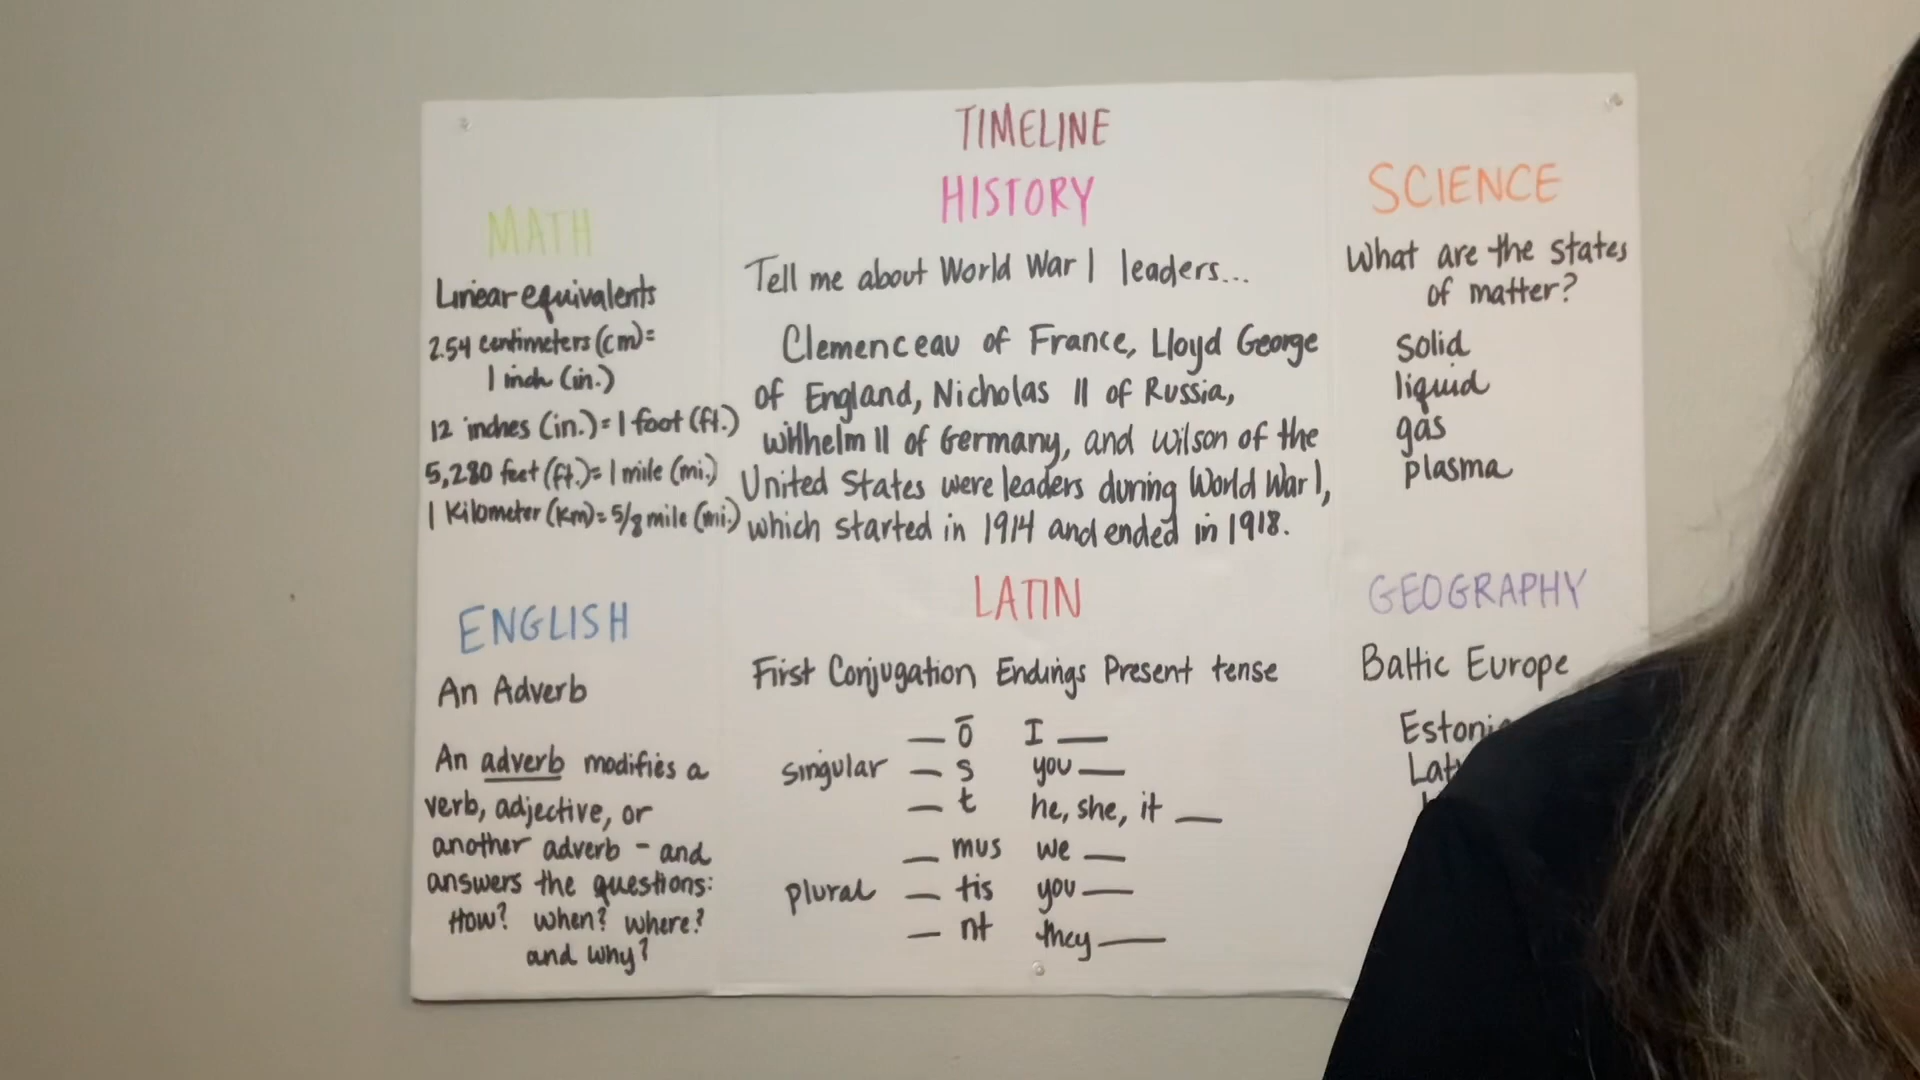 TIMELINE
MATH
Linear equivalents
2.54 centimeters (cm) =
1 inch (in.)
12 inches (in.) = 1 foot (ft.)
5,280 feet (ft.) = 1 mile (mi.)
1 Kilometer (km) = 5/8 mile (mi.)
HISTORY
Tell me about World War I leaders...
Clemenceau of France, Lloyd George
of England, Nicholas II of Russia,
Wilhelm II of Germany, and Wilson of the
United States were leaders during World War I,
which started in 1914 and ended in 1918.
SCIENCE
What are the states
of matter?
solid
liquid
gas
plasma
ENGLISH
An Adverb
An adverb modifies a
verb, adjective, or
another adverb - and
answers the questions:
How? when? where?
and why?
LATIN
First Conjugation Endings Present tense
singular
— ō I —
— s you —
— t he, she, it —
plural
— mus we —
— tis you —
— nt they —
GEOGRAPHY
Baltic Europe